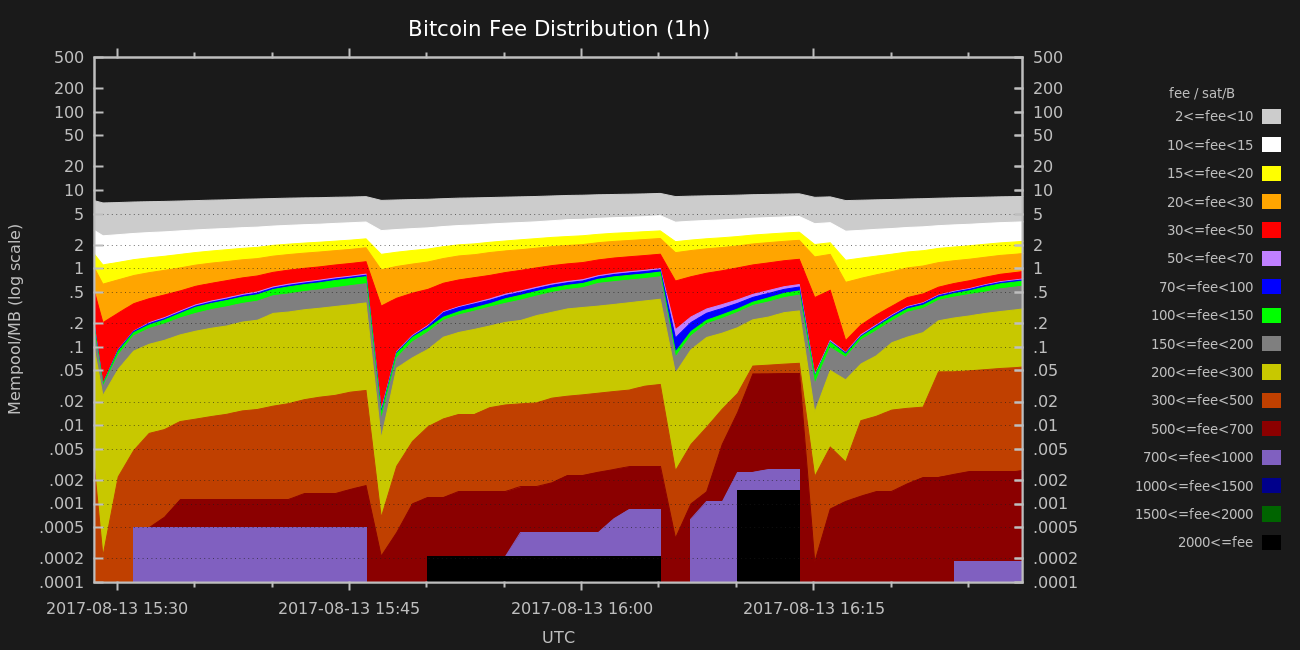 Bitcoin Fee Distribution (1h)
500
200
100
50
20
10
5
2
1
.5
.2
.1
.05
.02
.01
.005
.002
.001
.0005
.0002
.0001
Mempool/MB (log scale)
500
200
100
50
20
10
5
2
1
.5
.2
.1
.05
.02
.01
.005
.002
.001
.0005
.0002
.0001
2017-08-13 15:30 2017-08-13 15:45 2017-08-13 16:00 2017-08-13 16:15
UTC
fee / sat/B
2<=fee<10
10<=fee<15
15<=fee<20
20<=fee<30
30<=fee<50
50<=fee<70
70<=fee<100
100<=fee<150
150<=fee<200
200<=fee<300
300<=fee<500
500<=fee<700
700<=fee<1000
1000<=fee<1500
1500<=fee<2000
2000<=fee